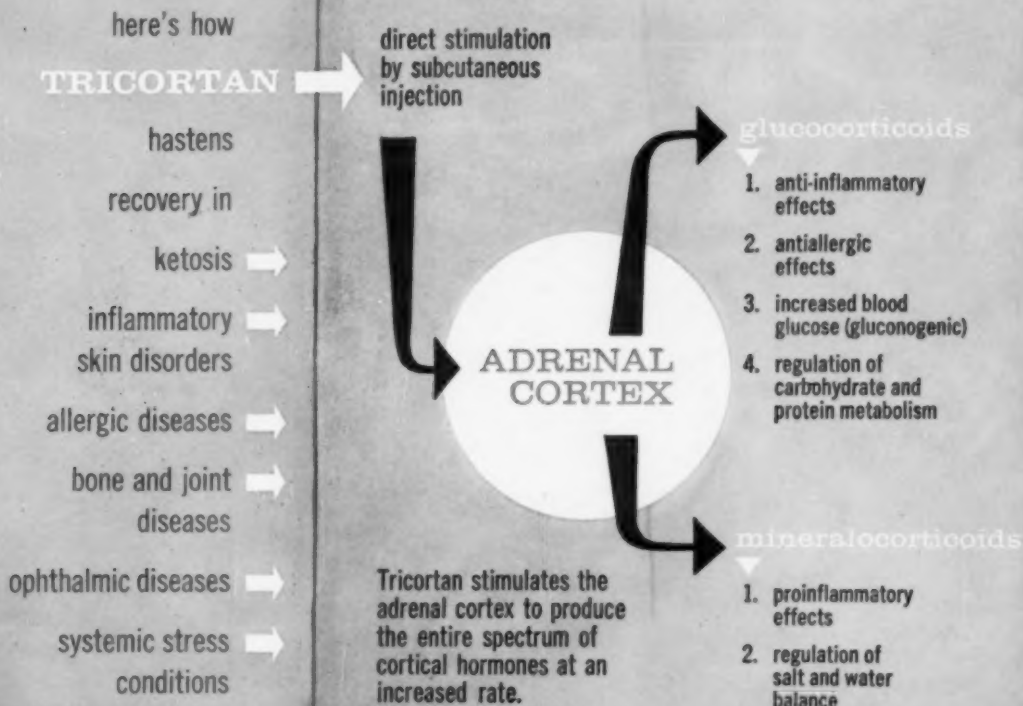 here's how
TRICORTAN
hastens
recovery in
ketosis
inflammatory
skin disorders
allergic diseases
bone and joint
diseases
ophthalmic diseases
systemic stress
conditions
direct stimulation
by subcutaneous
injection
ADRENAL
CORTEX
Tricortan stimulates the
adrenal cortex to produce
the entire spectrum of
cortical hormones at an
increased rate.
glucocorticoids
1. anti-inflammatory
effects
2. antiallergic
effects
3. increased blood
glucose (gluconogenic)
4. regulation of
carbohydrate and
protein metabolism
mineralocorticoids
1. proinflammatory
effects
2. regulation of
salt and water
balance